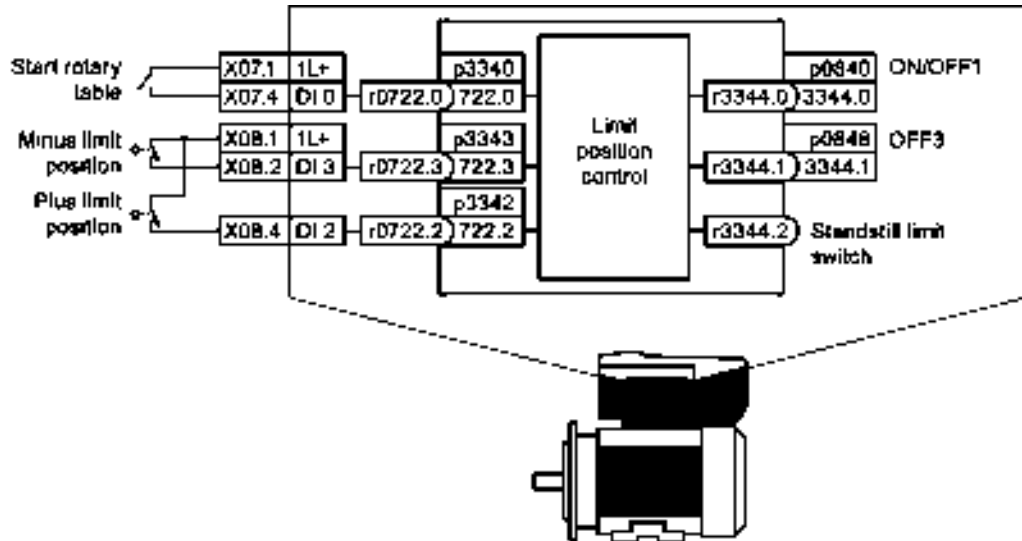 Start rotary
table
X07.1 1L+
X07.4 DI 0
r0722.0
p3340
722.0
Minus limit
position
X08.1 1L+
X08.2 DI 3
r0722.3
p3343
722.3
Plus limit
position
X08.4 DI 2
r0722.2
p3342
722.2
Limit
position
control
r3344.0
p0840
3344.0
ON/OFF1
r3344.1
p0848
3344.1
OFF3
r3344.2
Standstill limit
switch